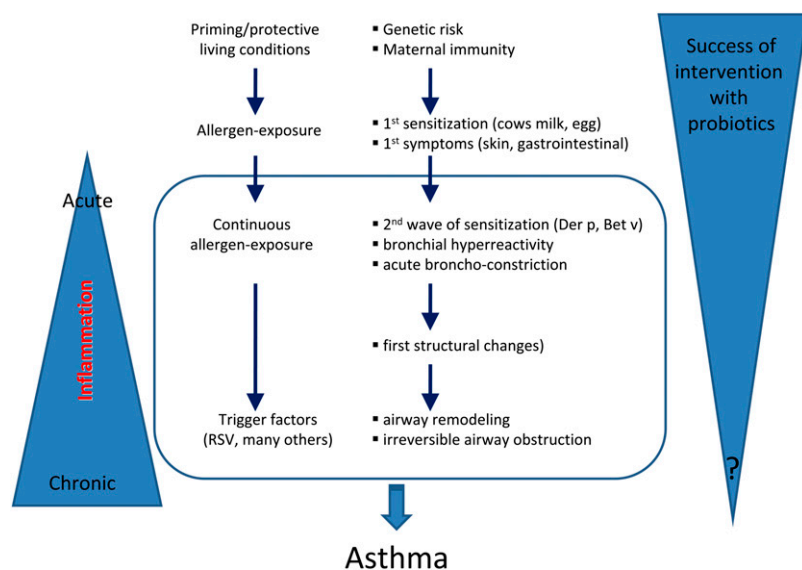 Priming/protective
living conditions
▪ Genetic risk
▪ Maternal immunity
Success of
intervention
with
probiotics
Allergen-exposure
▪ 1st sensitization (cows milk, egg)
▪ 1st symptoms (skin, gastrointestinal)
Acute
Inflammation
Chronic
Continuous
allergen-exposure
▪ 2nd wave of sensitization (Der p, Bet v)
▪ bronchial hyperreactivity
▪ acute broncho-constriction
▪ first structural changes)
Trigger factors
(RSV, many others)
▪ airway remodeling
▪ irreversible airway obstruction
?
Asthma